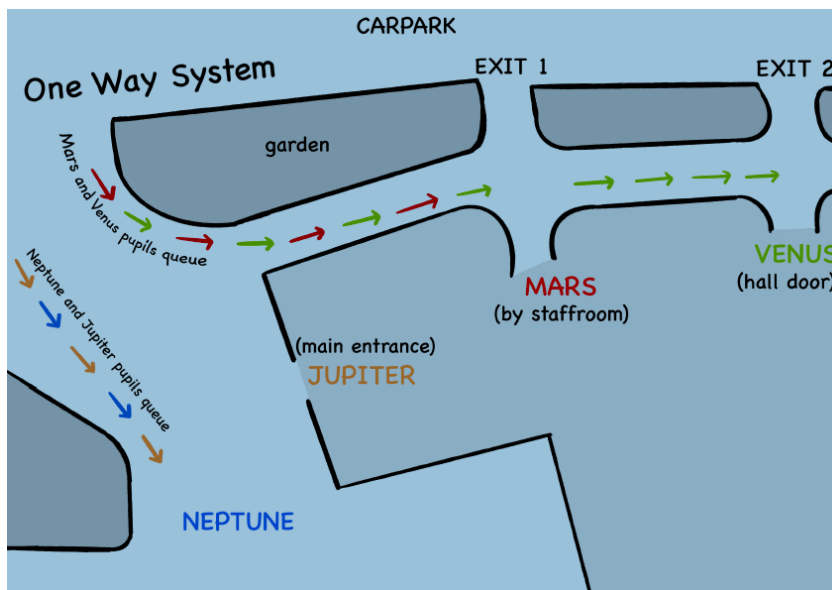 CARPARK
One Way System
EXIT 1
EXIT 2
garden
Mars and Venus pupils queue
Neptune and Jupiter pupils queue
VENUS
(hall door)
MARS
(by staffroom)
(main entrance)
JUPITER
NEPTUNE